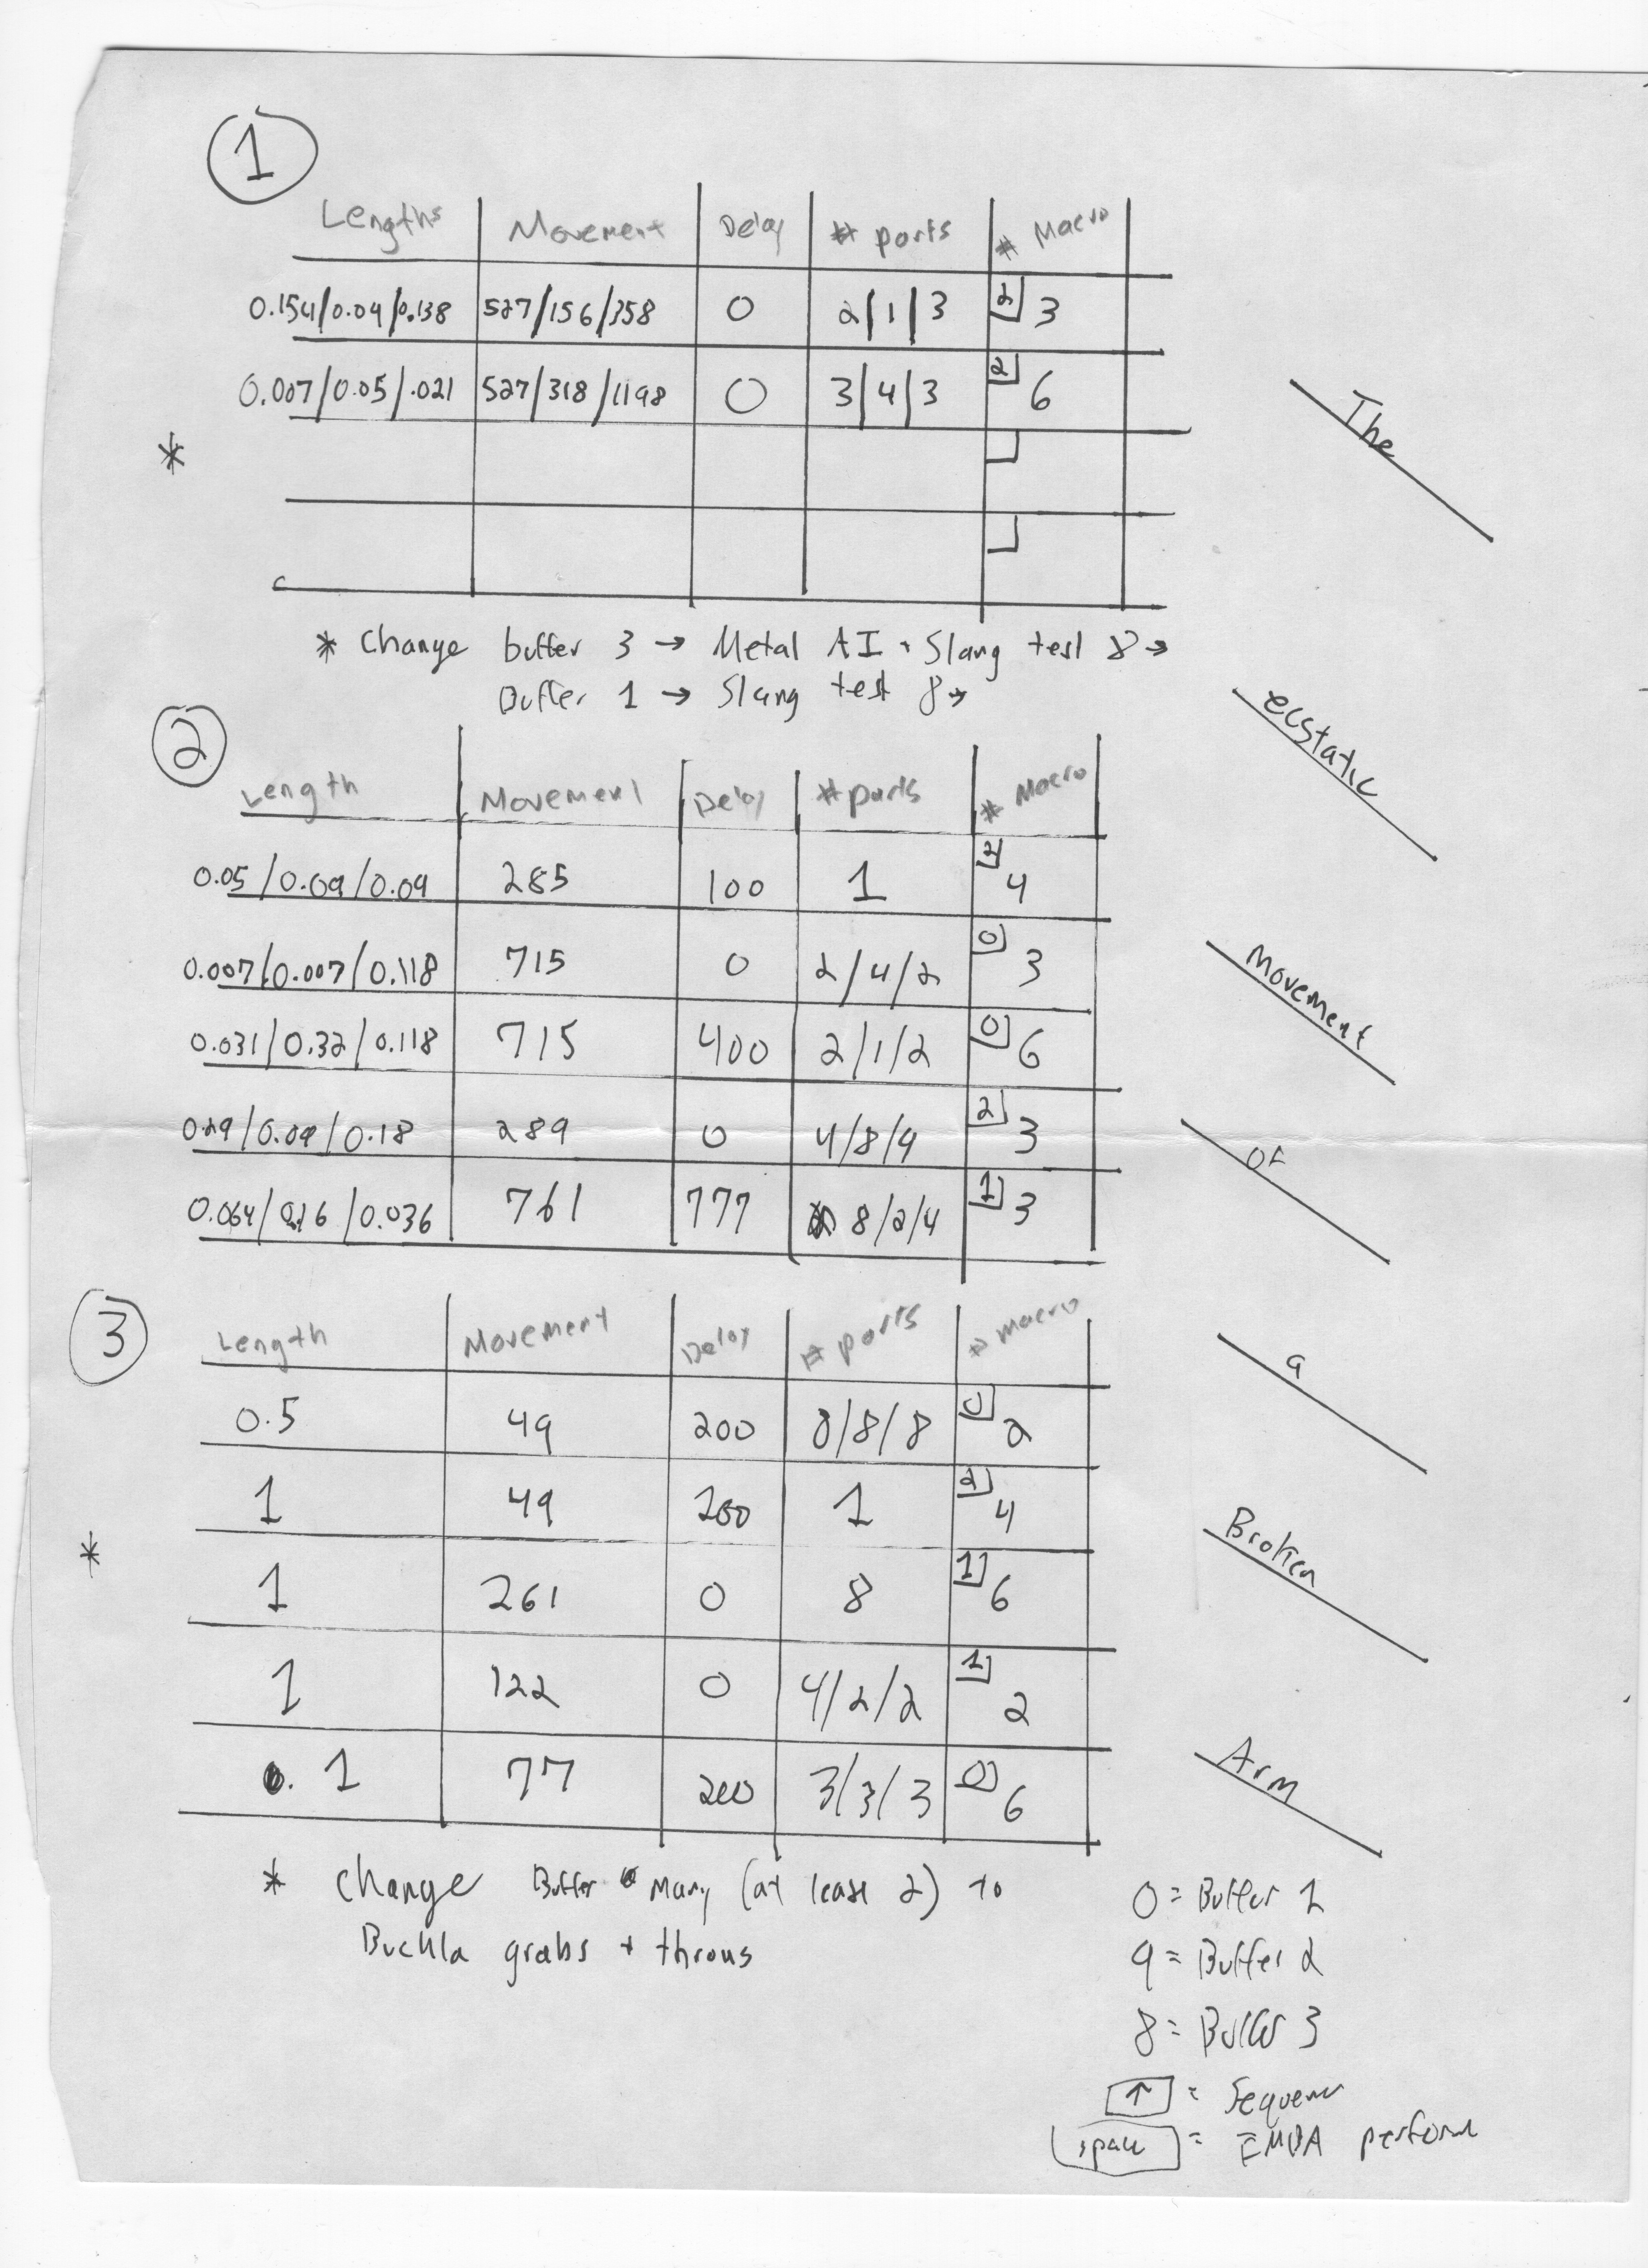 1
Lengths Movement Delay # ports # Macro
0.154/0.09/0.138 527/156/358 0 2/1/3 2 3
0.007/0.05/.021 527/318/1198 0 3/4/3 2 6
*
* Change buffer 3 → Metal AI + Slang test 8 →
Buffer 1 → Slang test 8 →
2
Length Movement Delay # ports # Macro
0.05/0.09/0.09 285 100 1 2 4
0.007/0.007/0.118 715 0 2/4/2 0 3
0.031/0.32/0.118 715 400 2/1/2 0 6
0.29/0.09/0.18 289 0 4/8/9 2 3
0.064/0.16/0.036 761 777 8/2/4 1 3
3
Length Movement Delay # ports # macro
0.5 49 200 8/8/8 0 2
1 49 200 1 2 4
*
1 261 0 8 1 6
1 122 0 4/2/2 1 2
0.1 77 200 3/3/3 0 6
* Change Buffer Many (at least 2) to
Buchla grabs + throws
The
ecstatic
Movement
of
a
Broken
Arm
0 = Buffer 1
9 = Buffer 2
8 = Buffer 3
↑ = Sequence
space = perform